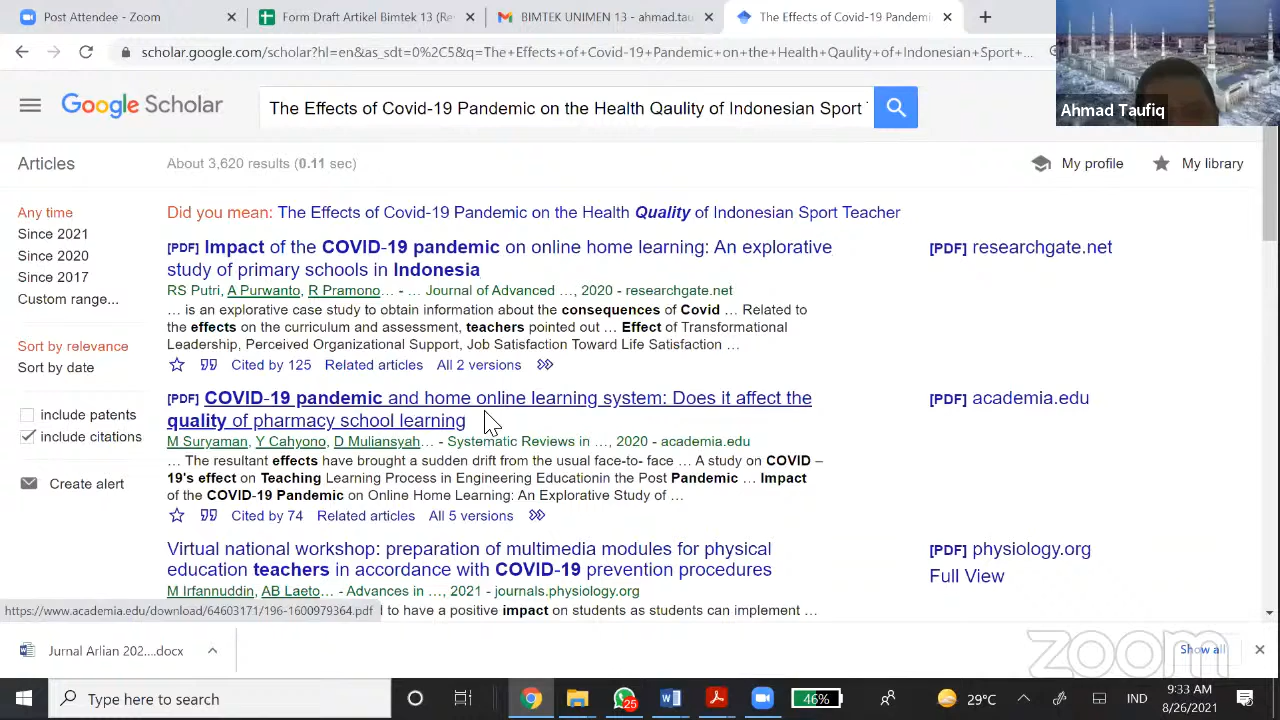 Post Attendee - Zoom
Form Draft Artikel Bimtek 13 (Re
BIMTEK UNIMEN 13 - ahmad.tau
The Effects of Covid-19 Pandemi
scholar.google.com/scholar?hl=en&as_sdt=0%2C5&q=The+Effects+of+Covid-19+Pandemic+on+the+Health+Qaulity+of+Indonesian+Sport+...
Ahmad Taufiq
Google Scholar
The Effects of Covid-19 Pandemic on the Health Qaulity of Indonesian Sport
Articles
About 3,620 results (0.11 sec)
My profile
My library
Any time
Since 2021
Since 2020
Since 2017
Custom range...
Sort by relevance
Sort by date
include patents
include citations
Create alert
Did you mean: The Effects of Covid-19 Pandemic on the Health Quality of Indonesian Sport Teacher
[PDF] Impact of the COVID-19 pandemic on online home learning: An explorative
study of primary schools in Indonesia
RS Putri, A Purwanto, R Pramono… - … Journal of Advanced …, 2020 - researchgate.net
… is an explorative case study to obtain information about the consequences of Covid … Related to
the effects on the curriculum and assessment, teachers pointed out … Effect of Transformational
Leadership, Perceived Organizational Support, Job Satisfaction Toward Life Satisfaction …
Cited by 125 Related articles All 2 versions
[PDF] researchgate.net
[PDF] COVID-19 pandemic and home online learning system: Does it affect the
quality of pharmacy school learning
M Suryaman, Y Cahyono, D Muliansyah… - Systematic Reviews in …, 2020 - academia.edu
… The resultant effects have brought a sudden drift from the usual face-to- face … A study on COVID –
19's effect on Teaching Learning Process in Engineering Educationin the Post Pandemic … Impact
of the COVID-19 Pandemic on Online Home Learning: An Explorative Study of …
Cited by 74 Related articles All 5 versions
[PDF] academia.edu
Virtual national workshop: preparation of multimedia modules for physical
education teachers in accordance with COVID-19 prevention procedures
M Irfannuddin, AB Laeto… - Advances in …, 2021 - journals.physiology.org
l to have a positive impact on students as students can implement …
[PDF] physiology.org
Full View
https://www.academia.edu/download/64603171/196-1600979364.pdf
Jurnal Arlian 202....docx
Show all
zoom
Type here to search
25
46%
29°C
IND
9:33 AM
8/26/2021